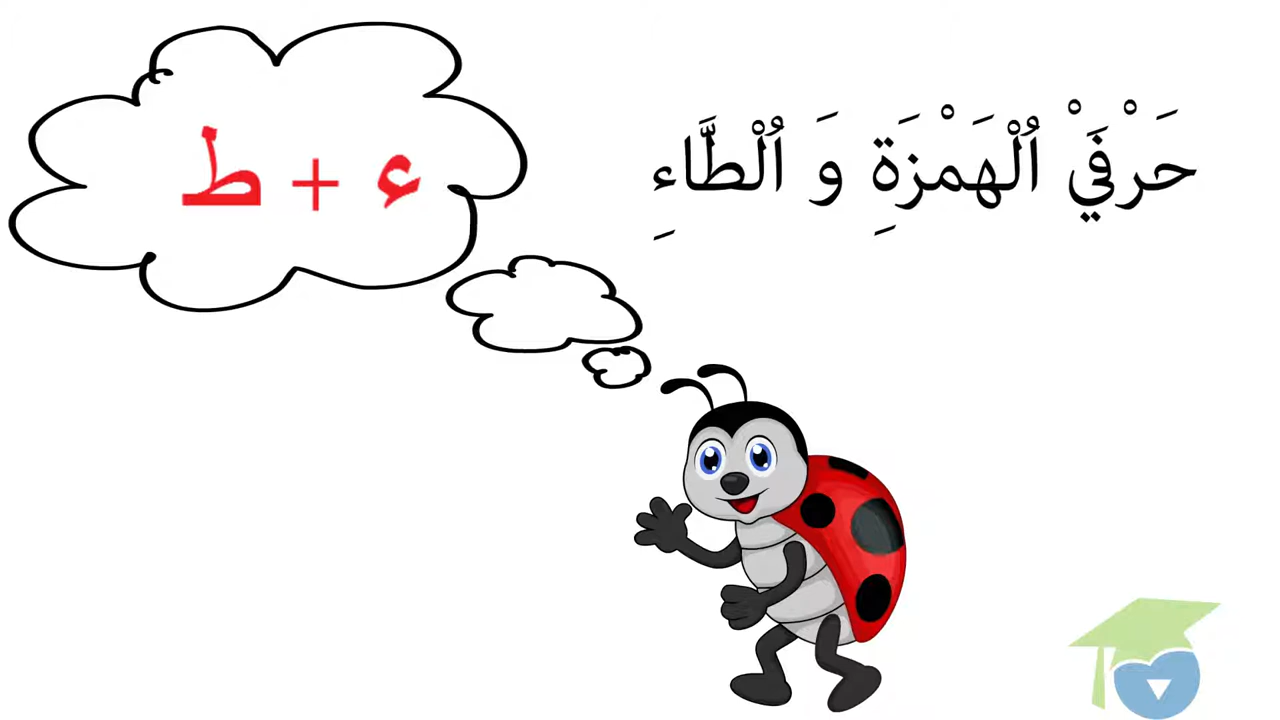 حَرْفَيْ اُلْهَمْزَةِ وَ اُلْطَّاءِ
ء + ط